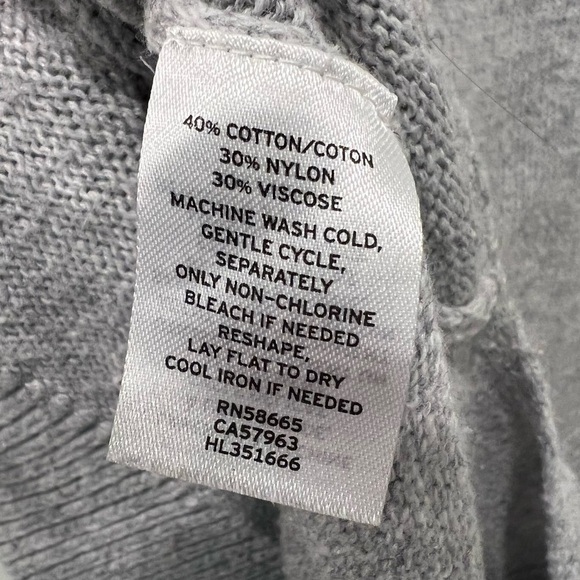 40% COTTON/COTON
30% NYLON
30% VISCOSE
MACHINE WASH COLD,
GENTLE CYCLE,
SEPARATELY
ONLY NON-CHLORINE
BLEACH IF NEEDED
RESHAPE,
LAY FLAT TO DRY
COOL IRON IF NEEDED
RN58665
CA57963
HL351666